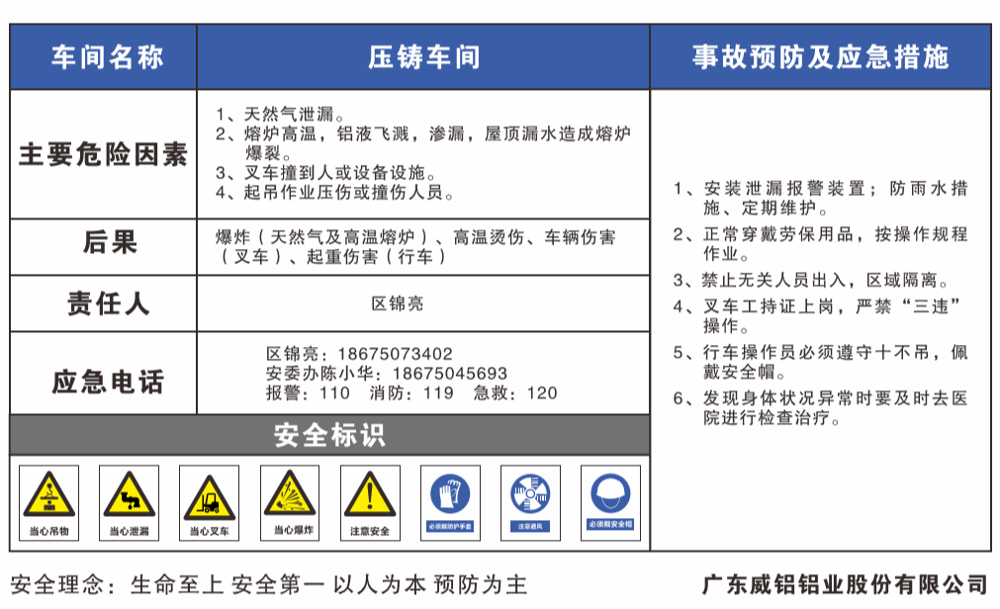 车间名称
压铸车间
事故预防及应急措施
主要危险因素
1、天然气泄漏。
2、熔炉高温，铝液飞溅，渗漏，屋顶漏水造成熔炉
爆裂。
3、叉车撞到人或设备设施。
4、起吊作业压伤或撞伤人员。
后果
爆炸（天然气及高温熔炉）、高温烫伤、车辆伤害
（叉车）、起重伤害（行车）
责任人
区锦亮
应急电话
区锦亮：18675073402
安委办陈小华：18675045693
报警：110 消防：119 急救：120
1、安装泄漏报警装置；防雨水措
施、定期维护。
2、正常穿戴劳保用品，按操作规程
作业。
3、禁止无关人员出入，区域隔离。
4、叉车工持证上岗，严禁“三违”
操作。
5、行车操作员必须遵守十不吊，佩
戴安全帽。
6、发现身体状况异常时要及时去医
院进行检查治疗。
安全标识
当心吊物
当心泄漏
当心叉车
当心爆炸
注意安全
必须戴防护手套
注意通风
必须戴安全帽
安全理念：生命至上 安全第一 以人为本 预防为主
广东威铝铝业股份有限公司